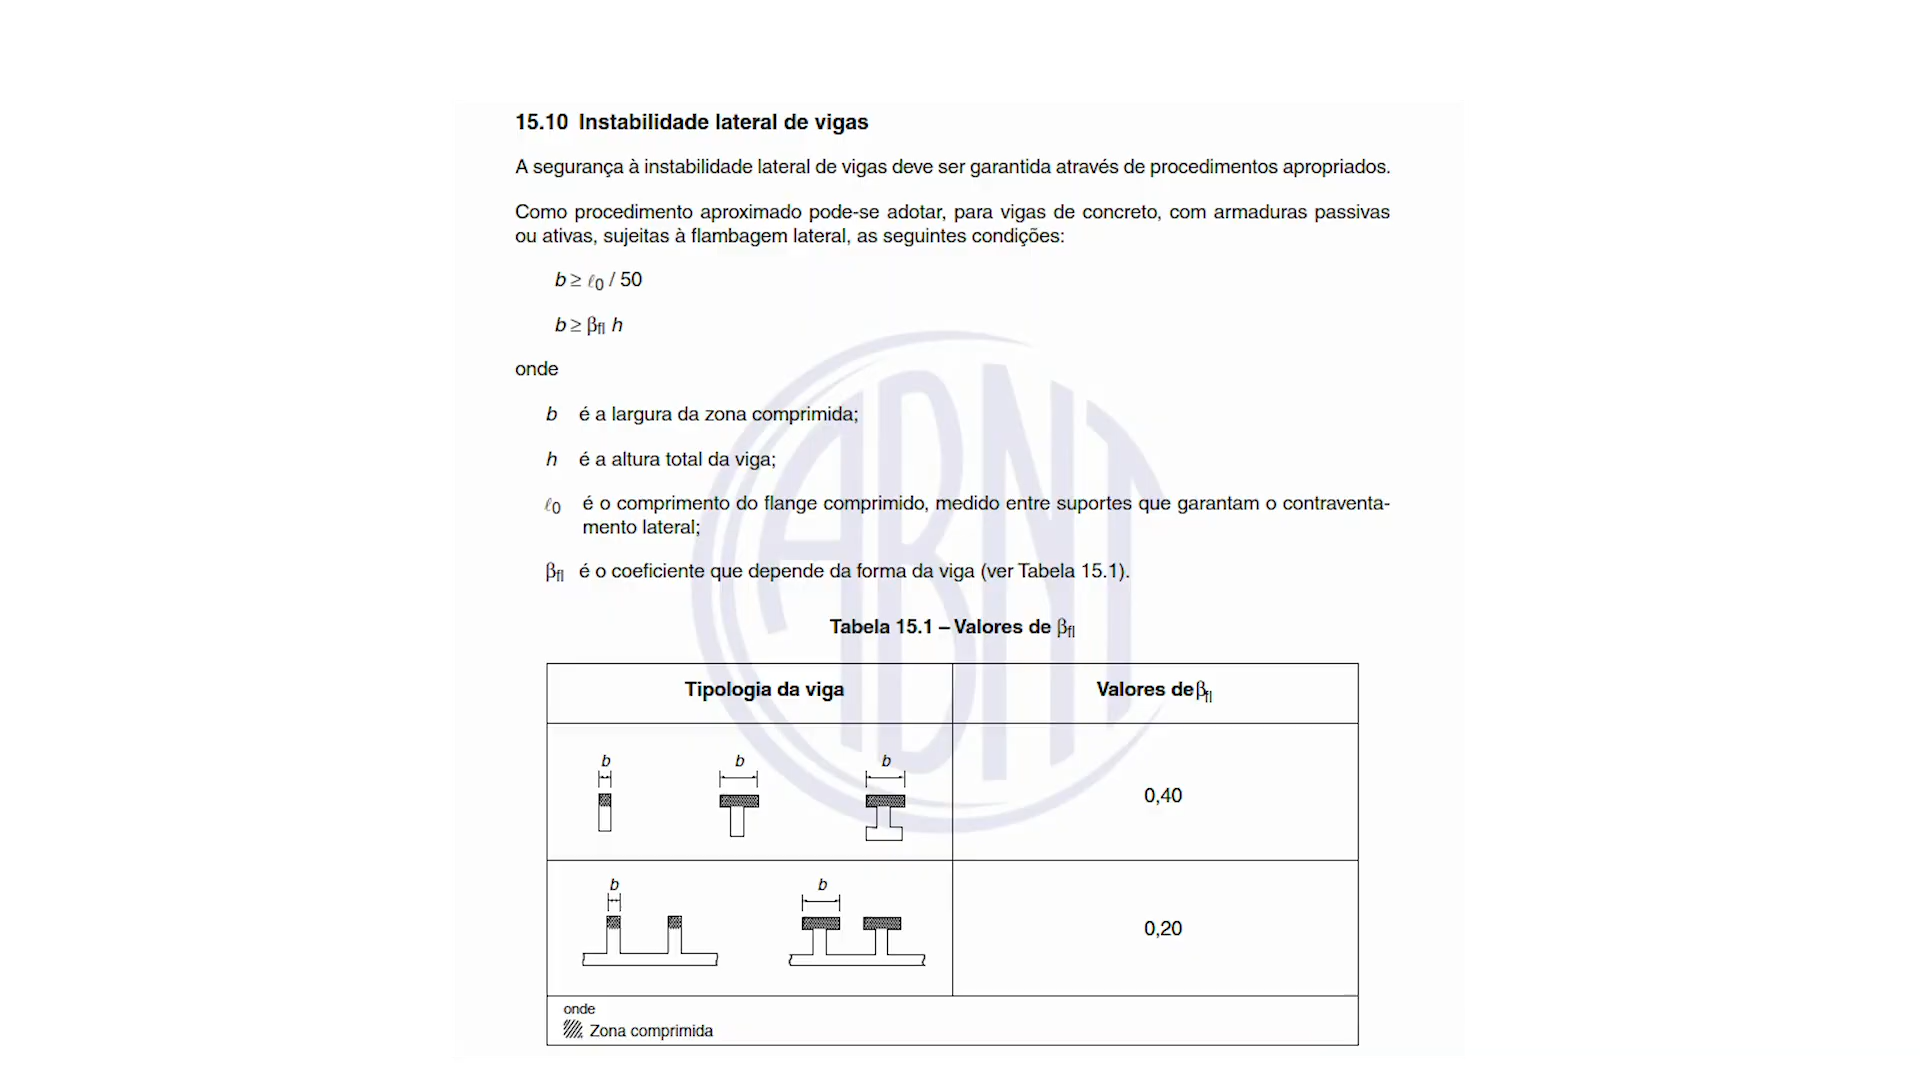 15.10 Instabilidade lateral de vigas
A segurança à instabilidade lateral de vigas deve ser garantida através de procedimentos apropriados.
Como procedimento aproximado pode-se adotar, para vigas de concreto, com armaduras passivas
ou ativas, sujeitas à flambagem lateral, as seguintes condições:
b ≥ ℓ0 / 50
b ≥ βfl h
onde
b é a largura da zona comprimida;
h é a altura total da viga;
ℓ0 é o comprimento do flange comprimido, medido entre suportes que garantam o contraventa-
mento lateral;
βfl é o coeficiente que depende da forma da viga (ver Tabela 15.1).
Tabela 15.1 – Valores de βfl
Tipologia da viga Valores de βfl
b b b
0,40
b b
0,20
onde
Zona comprimida
ABNT